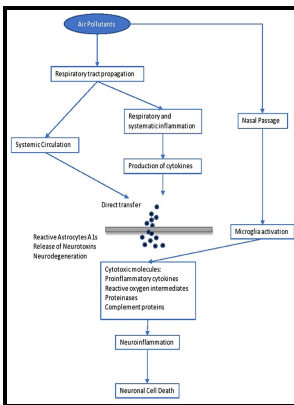 Air Pollutants
Respiratory tract propagation
Respiratory and
systematic inflammation
Nasal Passage
Systemic Circulation
Production of cytokines
Direct transfer
Reactive Astrocytes A1s
Release of Neurotoxins
Neurodegeneration
Microglia activation
Cytotoxic molecules:
Proinflammatory cytokines
Reactive oxygen intermediates
Proteinases
Complement proteins
Neuroinflammation
Neuronal Cell Death